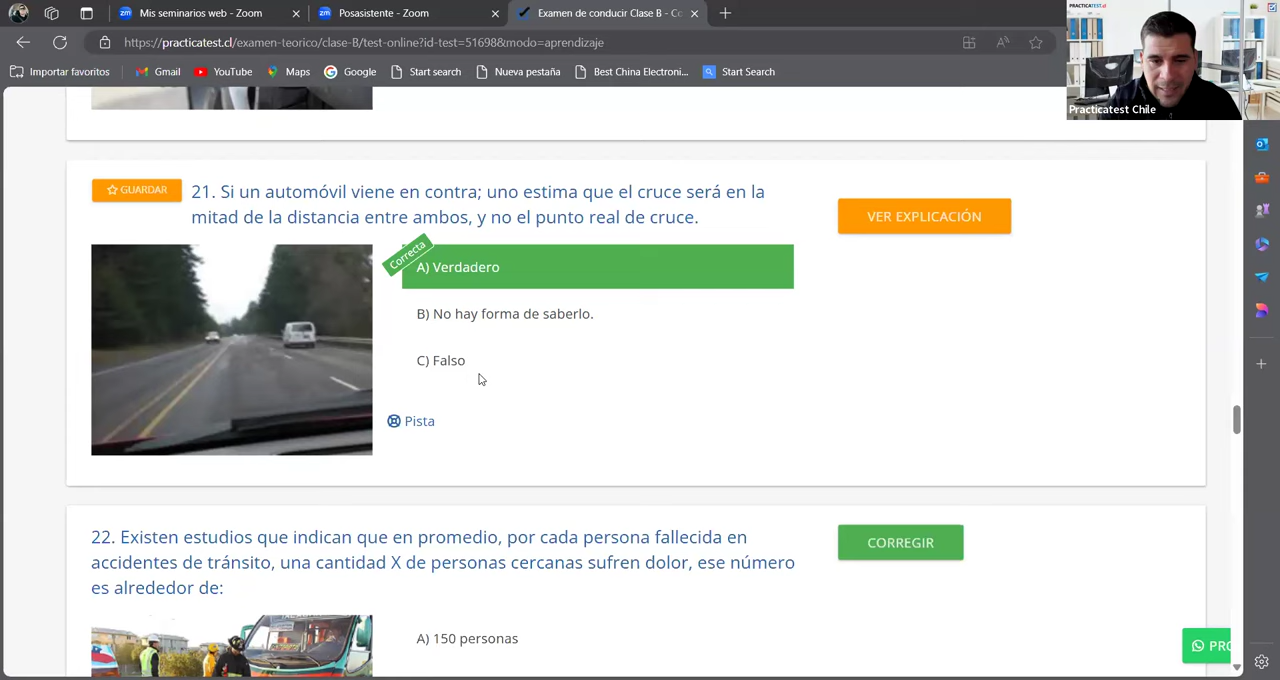 Mis seminarios web - Zoom
Posasistente - Zoom
Examen de conducir Clase B - Co
https://practicatest.cl/examen-teorico/clase-B/test-online?id-test=51698&modo=aprendizaje
Importar favoritos
Gmail
YouTube
Maps
Google
Start search
Nueva pestaña
Best China Electroni...
Start Search
PRACTICATEST.cl
Practicatest Chile
GUARDAR
21. Si un automóvil viene en contra; uno estima que el cruce será en la
mitad de la distancia entre ambos, y no el punto real de cruce.
VER EXPLICACIÓN
Correcta
A) Verdadero
B) No hay forma de saberlo.
C) Falso
Pista
22. Existen estudios que indican que en promedio, por cada persona fallecida en
accidentes de tránsito, una cantidad X de personas cercanas sufren dolor, ese número
es alrededor de:
CORREGIR
A) 150 personas
PRO